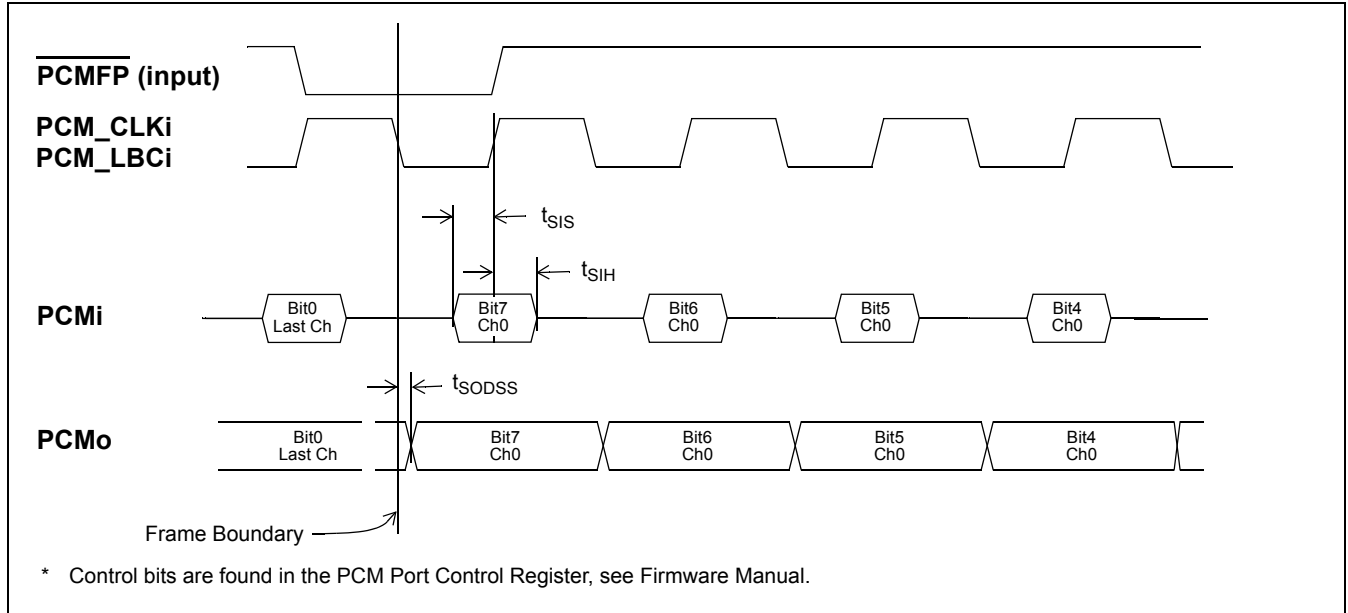 PCMFP (input)
PCM_CLKi
PCM_LBCi
tSIS
tSIH
PCMi
Bit0
Last Ch
Bit7
Ch0
Bit6
Ch0
Bit5
Ch0
Bit4
Ch0
tSODSS
PCMo
Bit0
Last Ch
Bit7
Ch0
Bit6
Ch0
Bit5
Ch0
Bit4
Ch0
Frame Boundary
* Control bits are found in the PCM Port Control Register, see Firmware Manual.